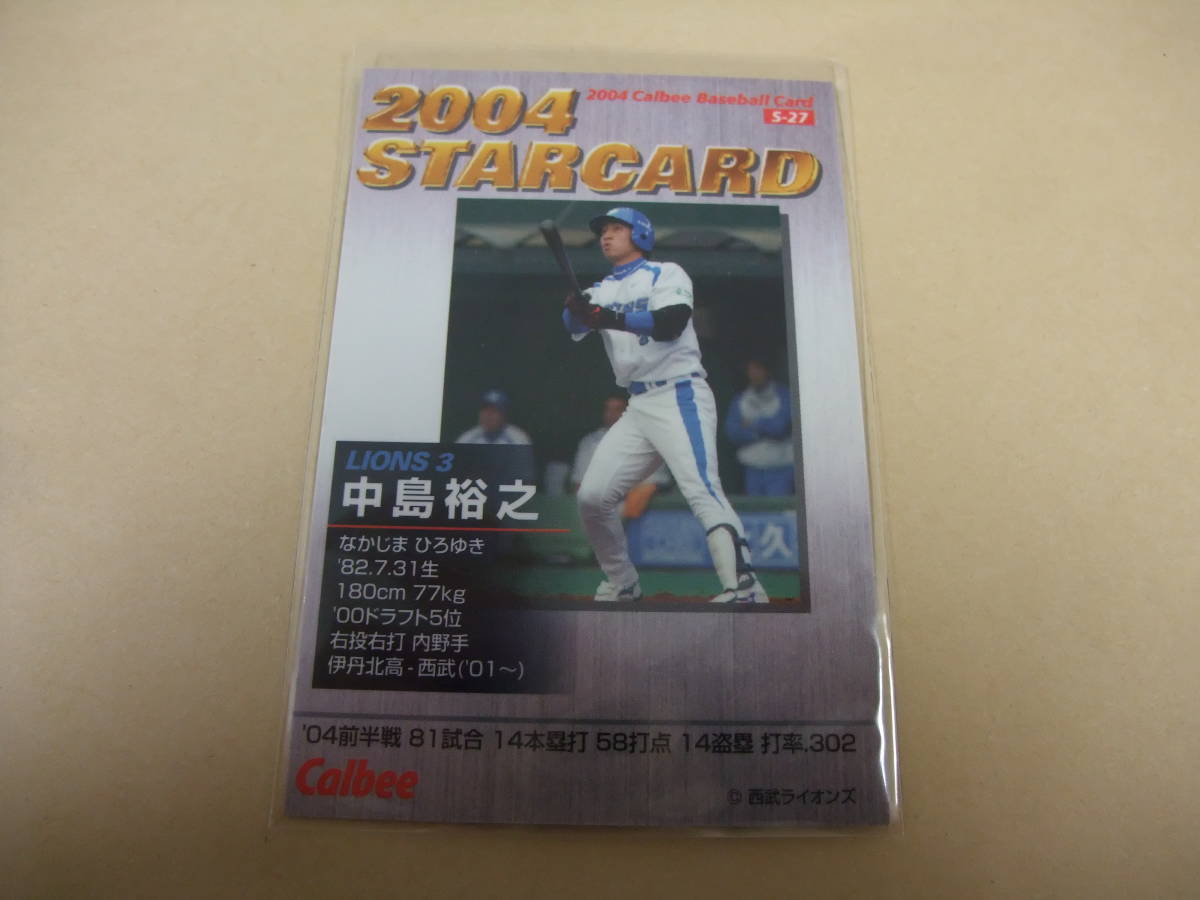 2004
2004 Calbee Baseball Card
S-27
STARCARD
LIONS 3
中島裕之
なかじま ひろゆき
'82.7.31生
180cm 77kg
'00ドラフト5位
右投右打 内野手
伊丹北高-西武('01～)
久
'04前半戦 81試合 14本塁打 58打点 14盗塁 打率.302
Calbee
© 西武ライオンズ